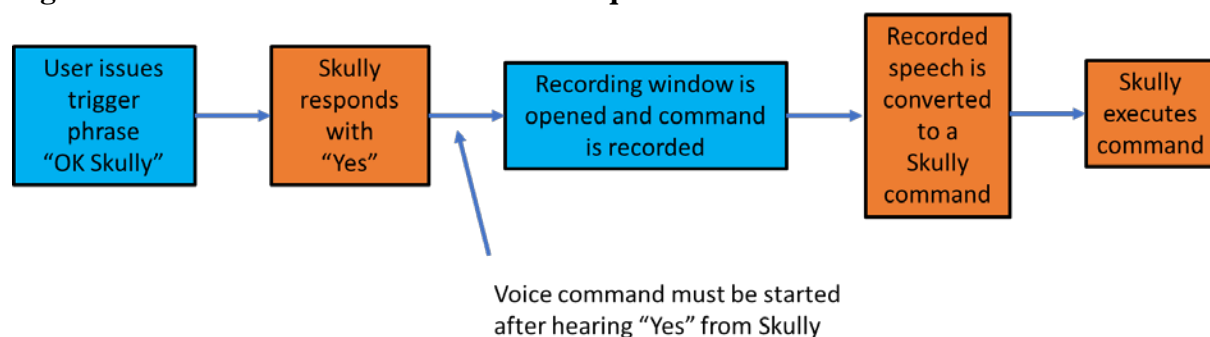 User issues
trigger
phrase
“OK Skully”
Skully
responds
with
“Yes”
Recording window is
opened and command
is recorded
Recorded
speech is
converted
to a
Skully
command
Skully
executes
command
Voice command must be started
after hearing “Yes” from Skully